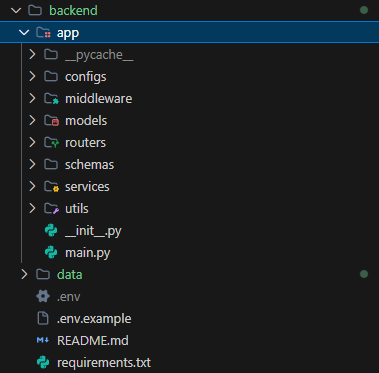 backend
app
__pycache__
configs
middleware
models
routers
schemas
services
utils
__init__.py
main.py
data
.env
.env.example
README.md
requirements.txt